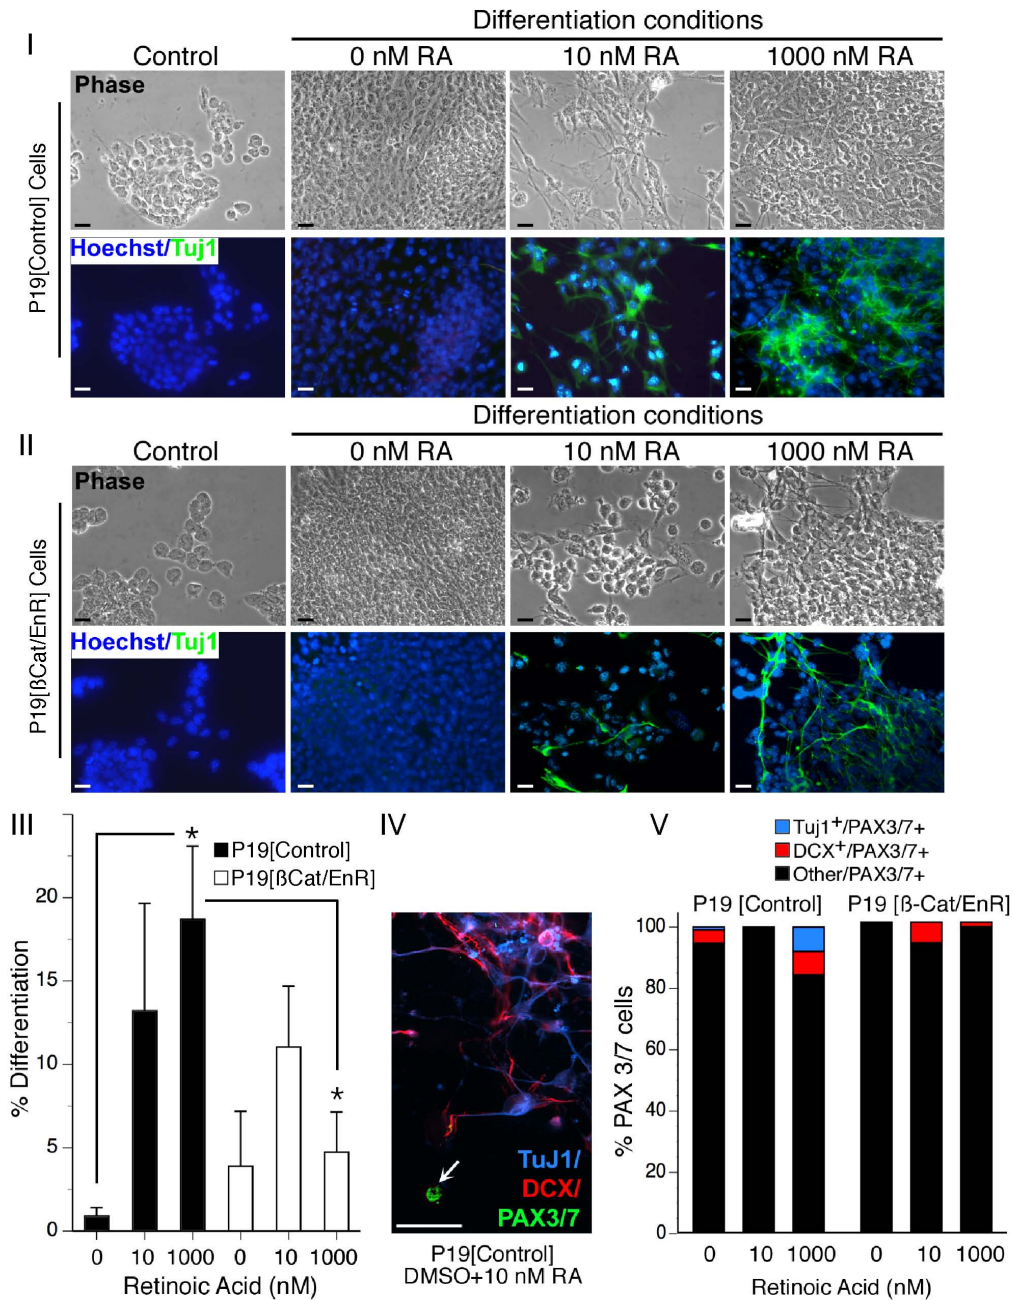 Differentiation conditions
I
Control
0 nM RA
10 nM RA
1000 nM RA
P19[Control] Cells
Phase
Hoechst/Tuj1
Differentiation conditions
II
Control
0 nM RA
10 nM RA
1000 nM RA
P19[ßCat/EnR] Cells
Phase
Hoechst/Tuj1
III
*
P19[Control]
P19[ßCat/EnR]
*
% Differentiation
20
15
10
5
0
0
10
1000
0
10
1000
Retinoic Acid (nM)
IV
TuJ1/
DCX/
PAX3/7
P19[Control]
DMSO+10 nM RA
V
Tuj1+/PAX3/7+
DCX+/PAX3/7+
Other/PAX3/7+
P19 [Control]
P19 [ß-Cat/EnR]
% PAX 3/7 cells
100
80
60
40
20
0
0
10
1000
0
10
1000
Retinoic Acid (nM)